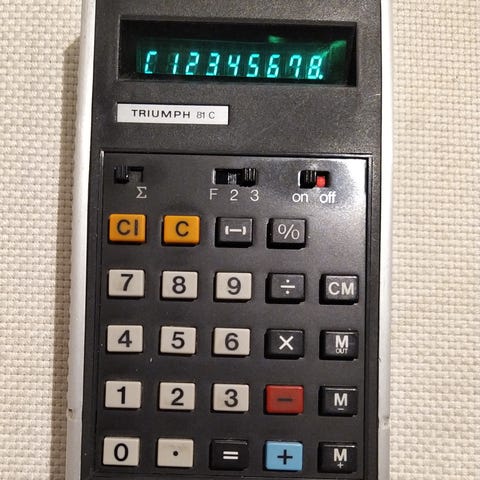 [ 12345678.
TRIUMPH 81 C
Σ F 2 3 on off
CI C (–) %
7 8 9 ÷ CM
4 5 6 × M OUT
1 2 3 − M −
0 . = + M +